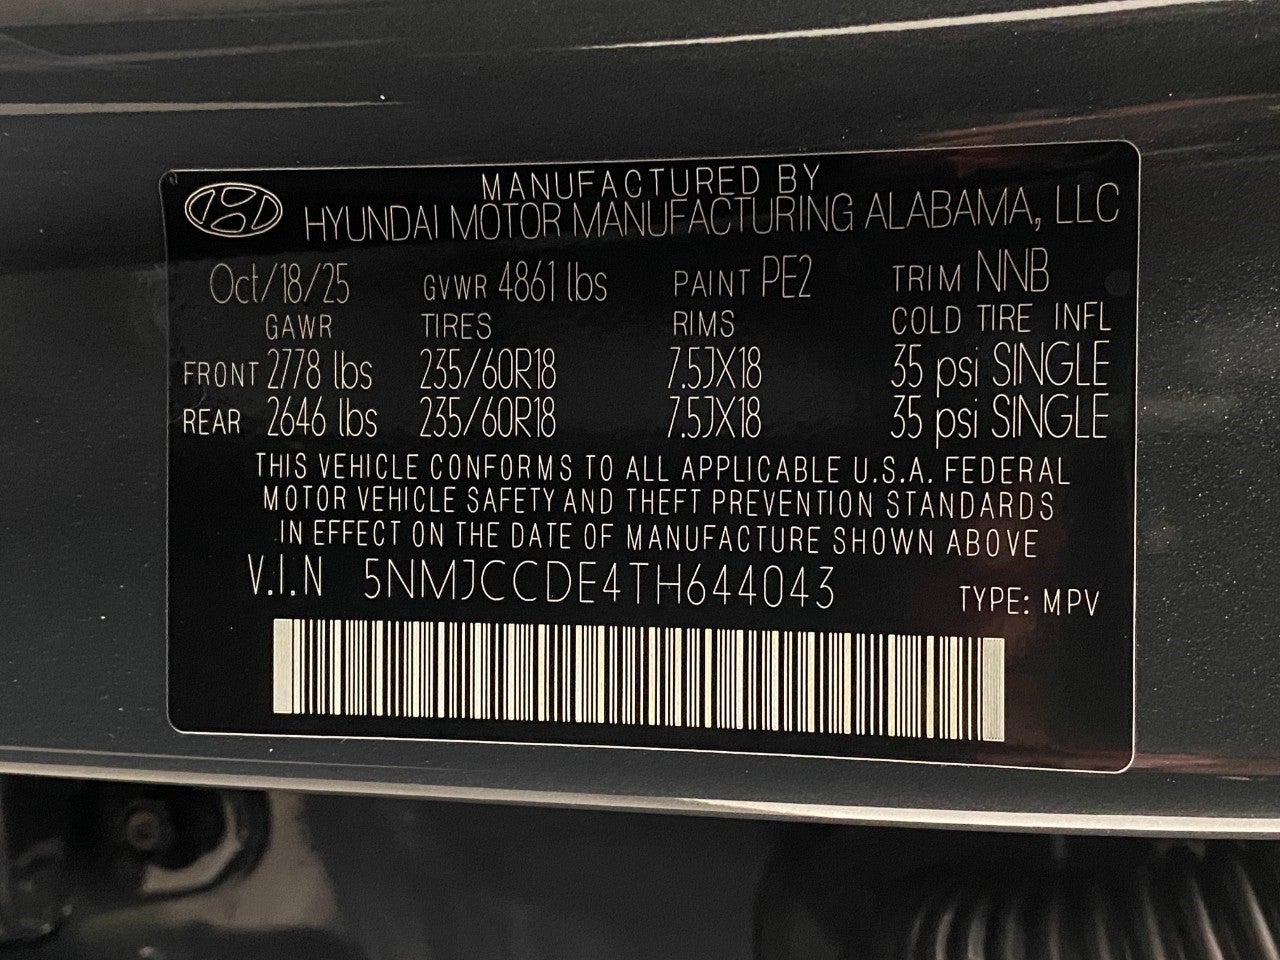 MANUFACTURED BY
HYUNDAI MOTOR MANUFACTURING ALABAMA, LLC
Oct/18/25 GVWR 4861 lbs PAINT PE2 TRIM NNB
GAWR TIRES RIMS COLD TIRE INFL
FRONT 2778 lbs 235/60R18 7.5JX18 35 psi SINGLE
REAR 2646 lbs 235/60R18 7.5JX18 35 psi SINGLE
THIS VEHICLE CONFORMS TO ALL APPLICABLE U.S.A. FEDERAL
MOTOR VEHICLE SAFETY AND THEFT PREVENTION STANDARDS
IN EFFECT ON THE DATE OF MANUFACTURE SHOWN ABOVE
V.I.N 5NMJCCDE4TH644043 TYPE: MPV